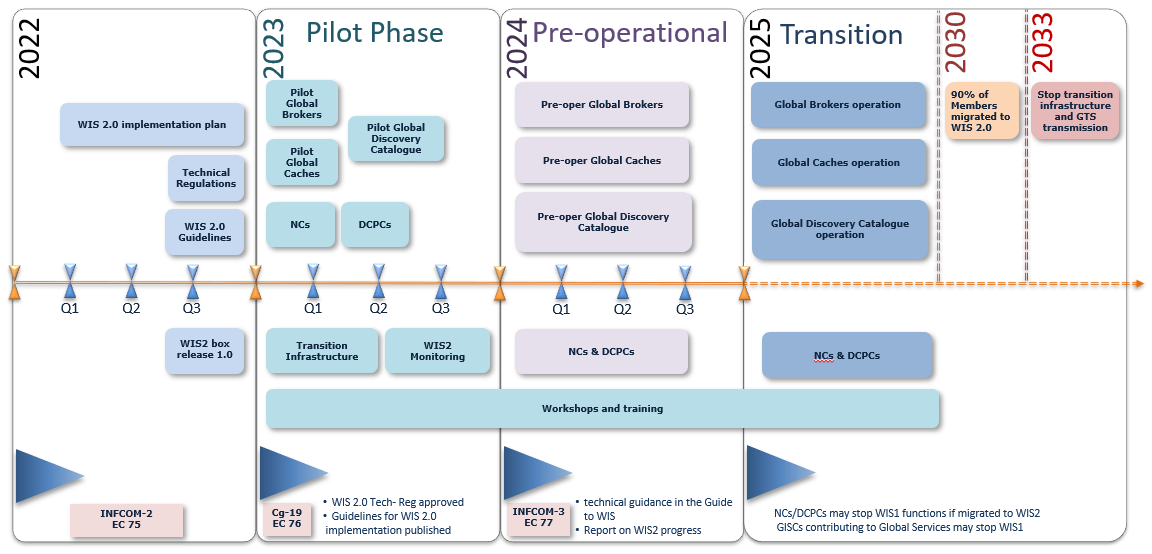 2022
2023
Pilot Phase
2024
Pre-operational
2025
Transition
2030
2033
WIS 2.0 implementation plan
Technical
Regulations
WIS 2.0
Guidelines
Pilot
Global
Brokers
Pilot Global
Discovery
Catalogue
Pilot
Global
Caches
NCs
DCPCs
Pre-oper Global Brokers
Pre-oper Global Caches
Pre-oper Global Discovery
Catalogue
Global Brokers operation
Global Caches operation
Global Discovery Catalogue
operation
90% of
Members
migrated to
WIS 2.0
Stop transition
infrastructure
and GTS
transmission
Q1
Q2
Q3
Q1
Q2
Q3
Q1
Q2
Q3
WIS2 box
release 1.0
Transition
Infrastructure
WIS2
Monitoring
NCs & DCPCs
NCs & DCPCs
Workshops and training
INFCOM-2
EC 75
Cg-19
EC 76
• WIS 2.0 Tech- Reg approved
• Guidelines for WIS 2.0
implementation published
INFCOM-3
EC 77
• technical guidance in the Guide
to WIS
• Report on WIS2 progress
NCs/DCPCs may stop WIS1 functions if migrated to WIS2
GISCs contributing to Global Services may stop WIS1